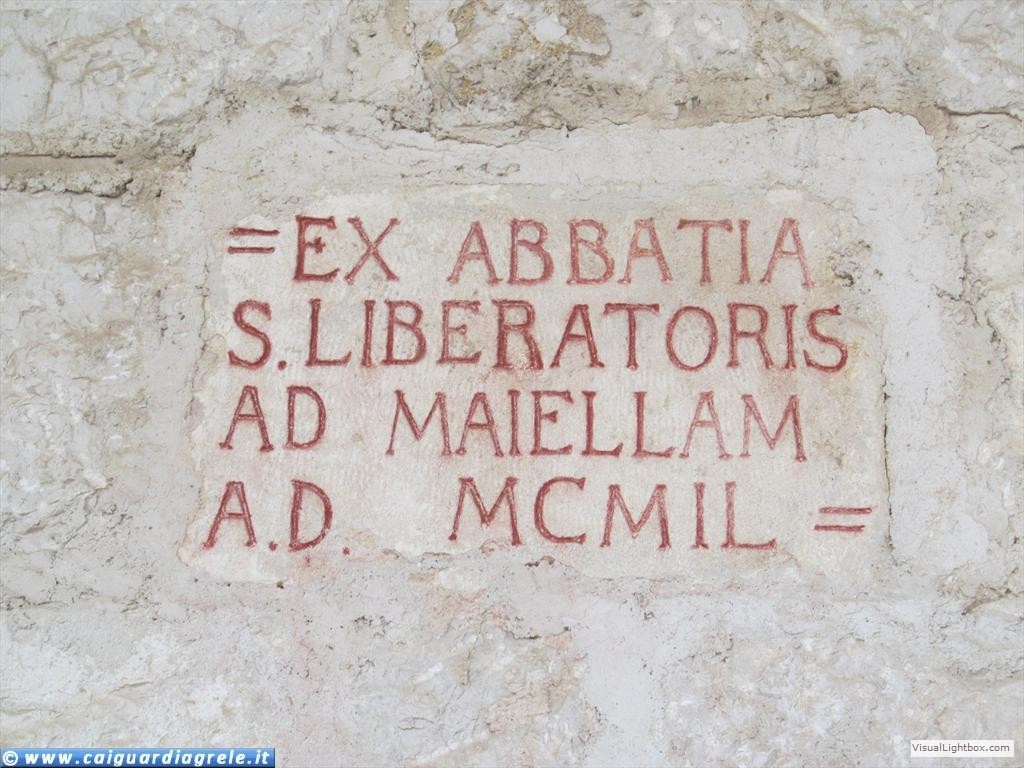 =EX ABBATIA
S. LIBERATORIS
AD MAIELLAM
A.D. MCMIL =
© www.caiguardiagrele.it
VisualLightbox.com